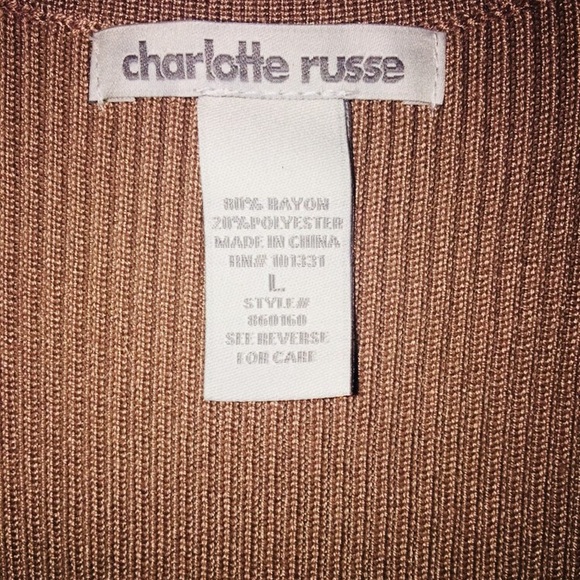 charlotte russe
80% RAYON
20%POLYESTER
MADE IN CHINA
RN# 101331
L
STYLE#
860160
SEE REVERSE
FOR CARE